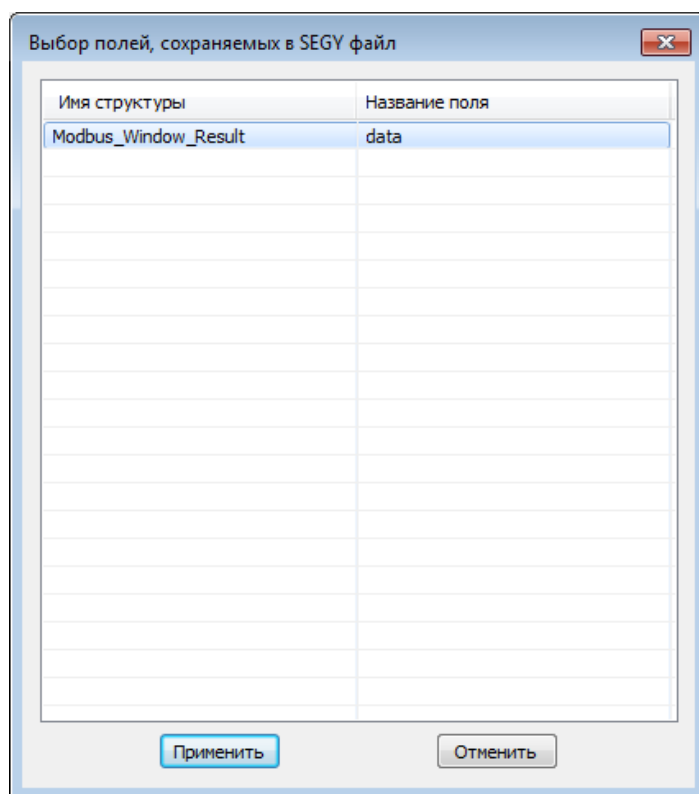 Выбор полей, сохраняемых в SEGY файл
Имя структуры Название поля
Modbus_Window_Result data
Применить Отменить